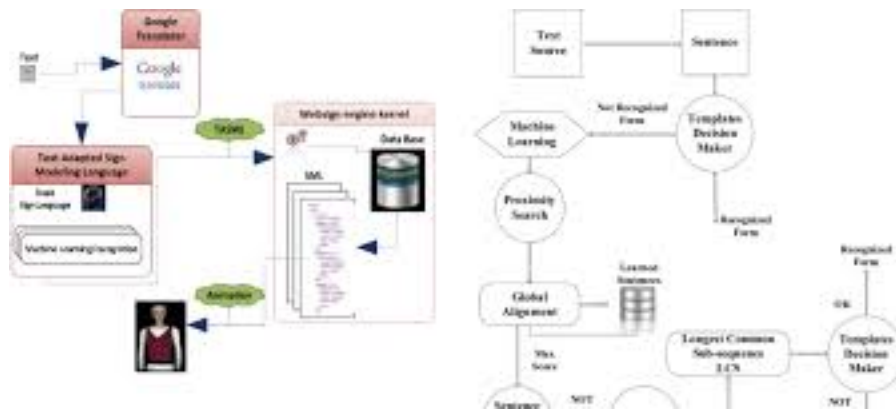 Google
Translator
Text
Google
Websign engine kernel
Data Base
Text Adapted Sign
Modeling Language
Sign Language
Machine Learning Recognition
Animation
Text
Source
Sentence
Not Recognized
Form
Machine
Learning
Templates
Decision
Maker
Proximity
Search
Recognized
Form
Global
Alignment
Learned
Sentences
Recognized
Form
OK
Max
Score
Longest Common
Sub-sequence
LCS
Templates
Decision
Maker
Sentence
NOT
NOT